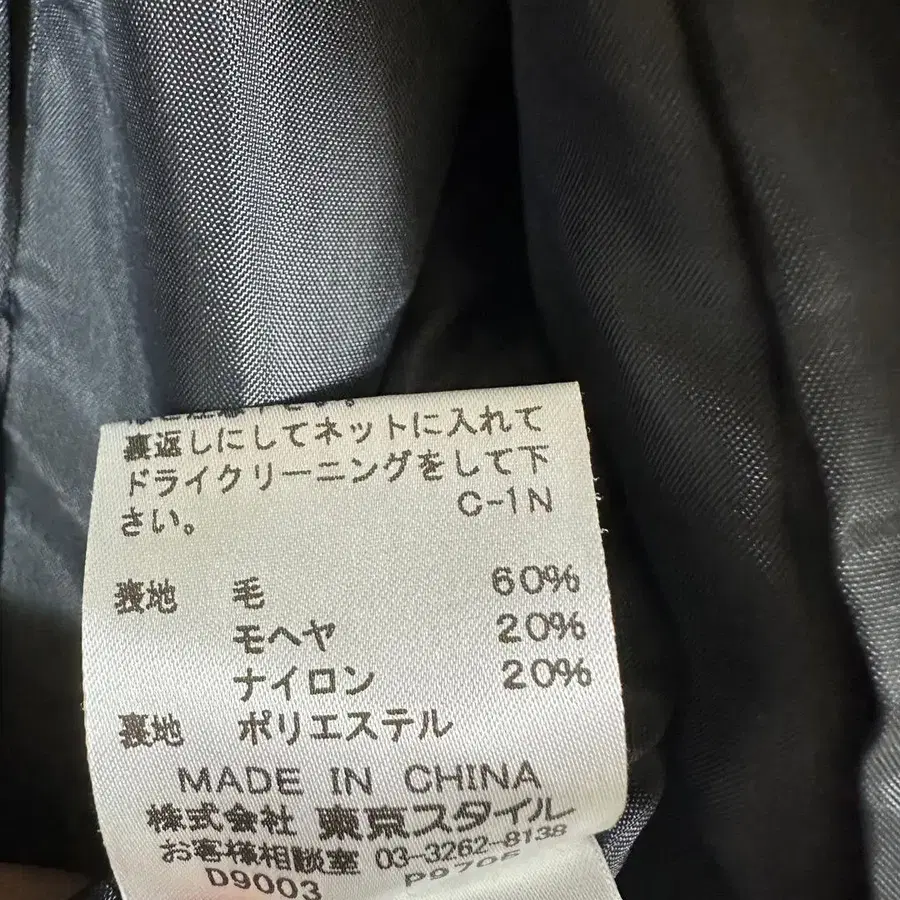 裏返しにしてネットに入れて
ドライクリーニングをして下
さい。 C-1N
表地 毛 60%
モヘヤ 20%
ナイロン 20%
裏地 ポリエステル
MADE IN CHINA
株式会社 東京スタイル
お客様相談室 03-3262-8138
D9003